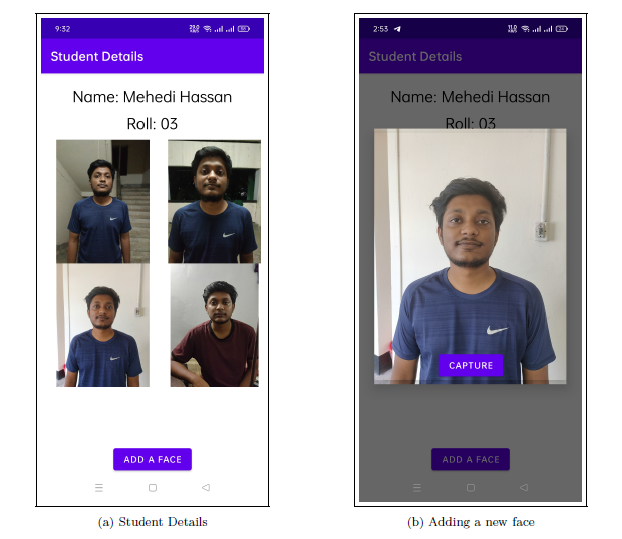 9:32
Student Details
Name: Mehedi Hassan
Roll: 03
ADD A FACE
(a) Student Details
2:53
Student Details
Name: Mehedi Hassan
Roll: 03
CAPTURE
ADD A FACE
(b) Adding a new face